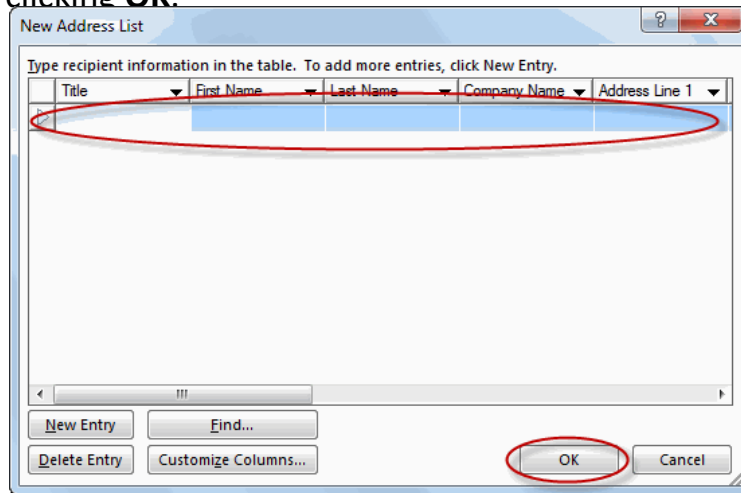 clicking OK.
New Address List
Type recipient information in the table. To add more entries, click New Entry.
Title First Name Last Name Company Name Address Line 1
New Entry Find...
Delete Entry Customize Columns... OK Cancel